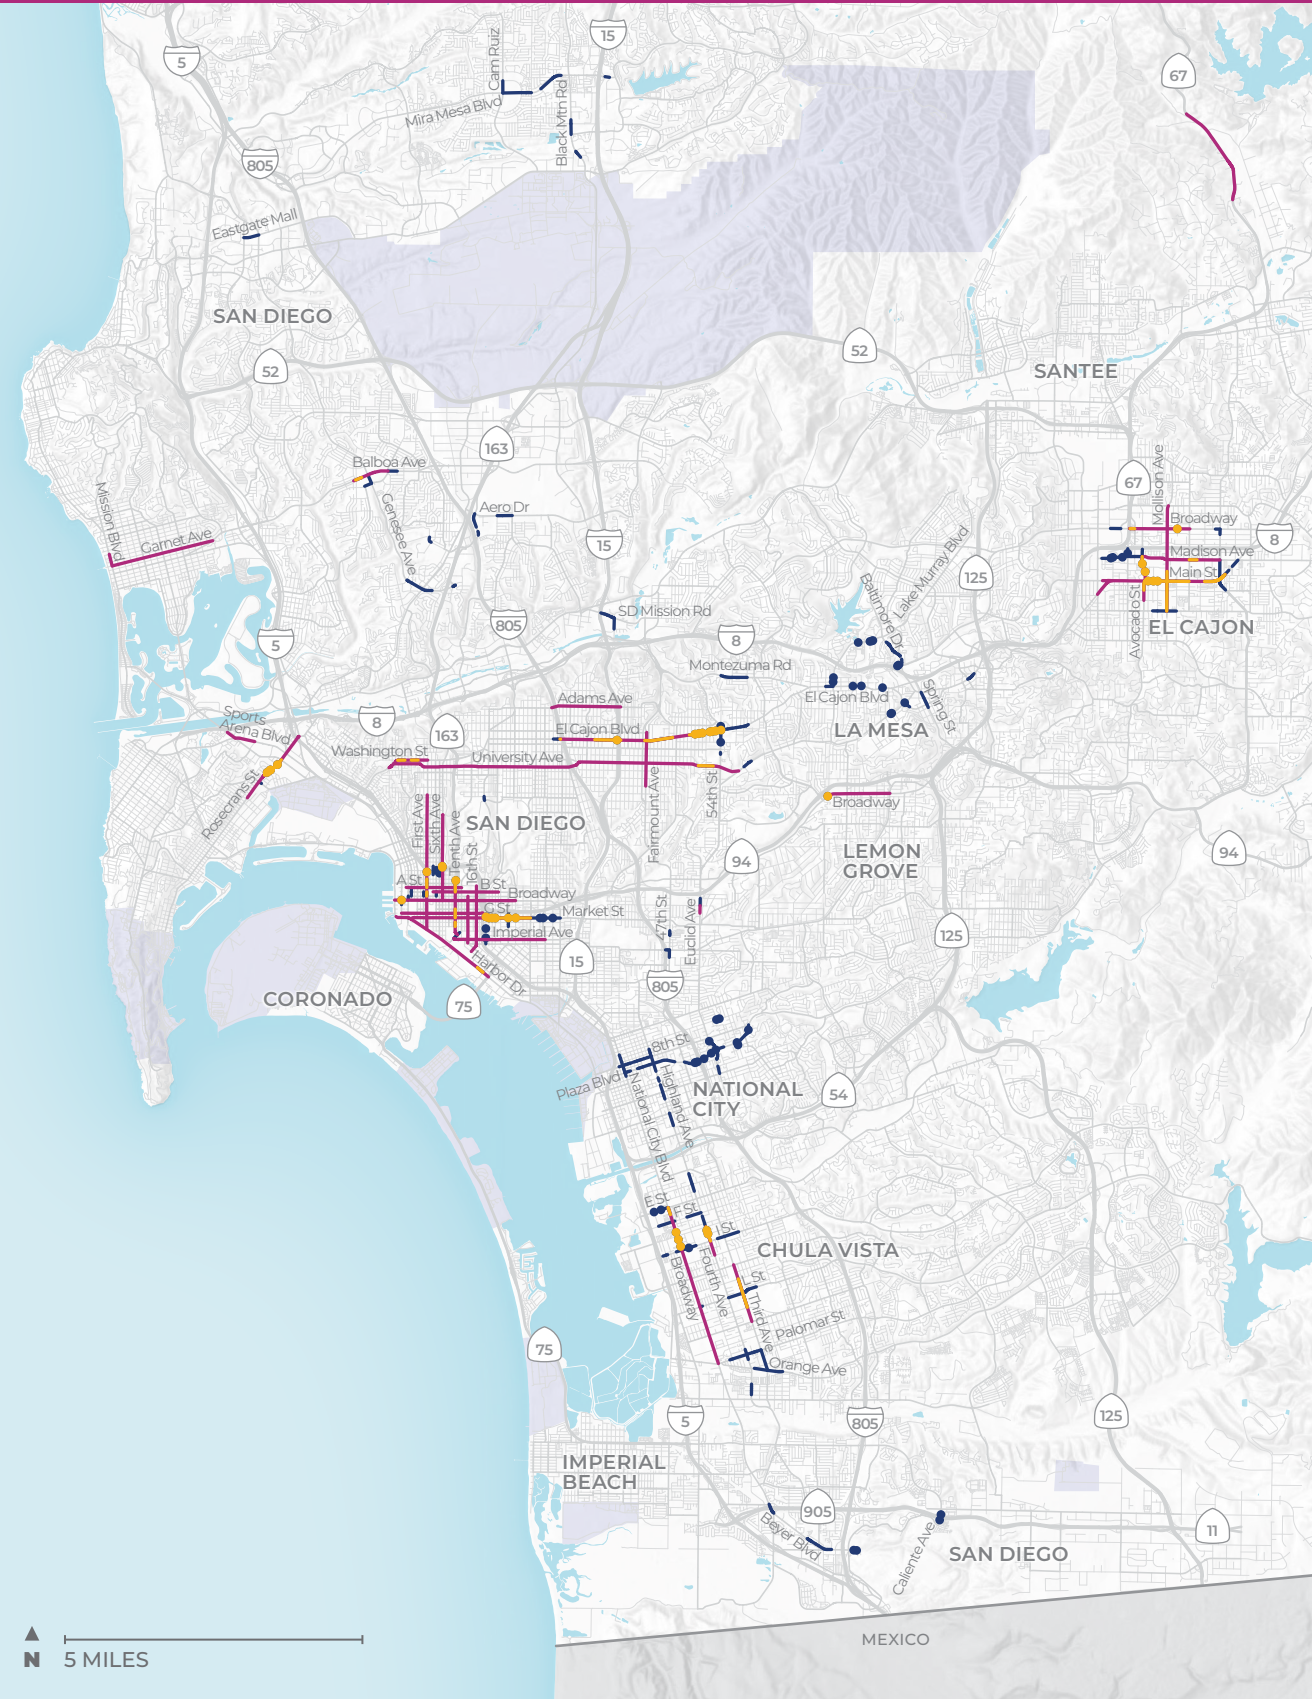 15
5
Cam Ruiz
67
Mira Mesa Blvd
Black Mtn Rd
805
Eastgate Mall
SAN DIEGO
52
52
SANTEE
163
Balboa Ave
67
Mollison Ave
Mission Blvd
Genesee Ave
Aero Dr
Broadway
Garnet Ave
15
8
Lake Murray Blvd
Madison Ave
125
Main St
Baltimore Dr
Avocado St
SD Mission Rd
805
EL CAJON
5
8
Montezuma Rd
Adams Ave
El Cajon Blvd
Spring St
Sports
Arena Blvd
8
163
El Cajon Blvd
LA MESA
Washington St
University Ave
Rosecrans St
Fairmount Ave
54th St
First Ave
Sixth Ave
Tenth Ave
16th St
SAN DIEGO
Broadway
LEMON
GROVE
94
94
A St
B St
Broadway
G St
Market St
Imperial Ave
47th St
Euclid Ave
125
15
Harbor Dr
805
CORONADO
75
8th St
Plaza Blvd
National City Blvd
Highland Ave
NATIONAL
CITY
54
E St
F St
J St
CHULA VISTA
Broadway
Fourth Ave
L St
Third Ave
Palomar St
75
Orange Ave
5
805
125
IMPERIAL
BEACH
905
Beyer Blvd
11
Caliente Ave
SAN DIEGO
MEXICO
N
5 MILES